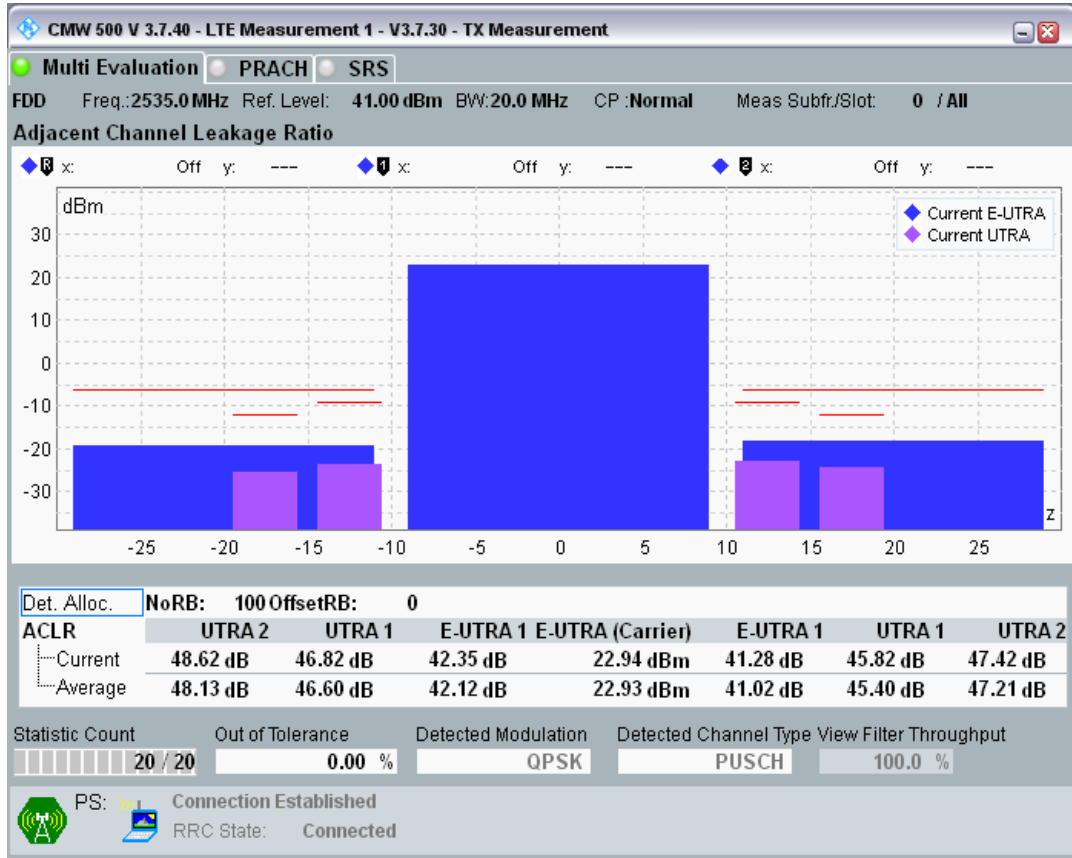 CMW 500 V 3.7.40 - LTE Measurement 1 - V3.7.30 - TX Measurement
Multi Evaluation PRACH SRS
FDD Freq.:2535.0 MHz Ref. Level: 41.00 dBm BW:20.0 MHz CP :Normal Meas Subfr./Slot: 0 / All
Adjacent Channel Leakage Ratio
R x: Off y: --- 1 x: Off y: --- 2 x: Off y: ---
dBm
Current E-UTRA
Current UTRA
30
20
10
0
-10
-20
-30
z
-25 -20 -15 -10 -5 0 5 10 15 20 25
Det. Alloc. NoRB: 100 OffsetRB: 0
ACLR UTRA 2 UTRA 1 E-UTRA 1 E-UTRA (Carrier) E-UTRA 1 UTRA 1 UTRA 2
Current 48.62 dB 46.82 dB 42.35 dB 22.94 dBm 41.28 dB 45.82 dB 47.42 dB
Average 48.13 dB 46.60 dB 42.12 dB 22.93 dBm 41.02 dB 45.40 dB 47.21 dB
Statistic Count Out of Tolerance Detected Modulation Detected Channel Type View Filter Throughput
20 / 20 0.00 % QPSK PUSCH 100.0 %
PS: Connection Established
RRC State: Connected